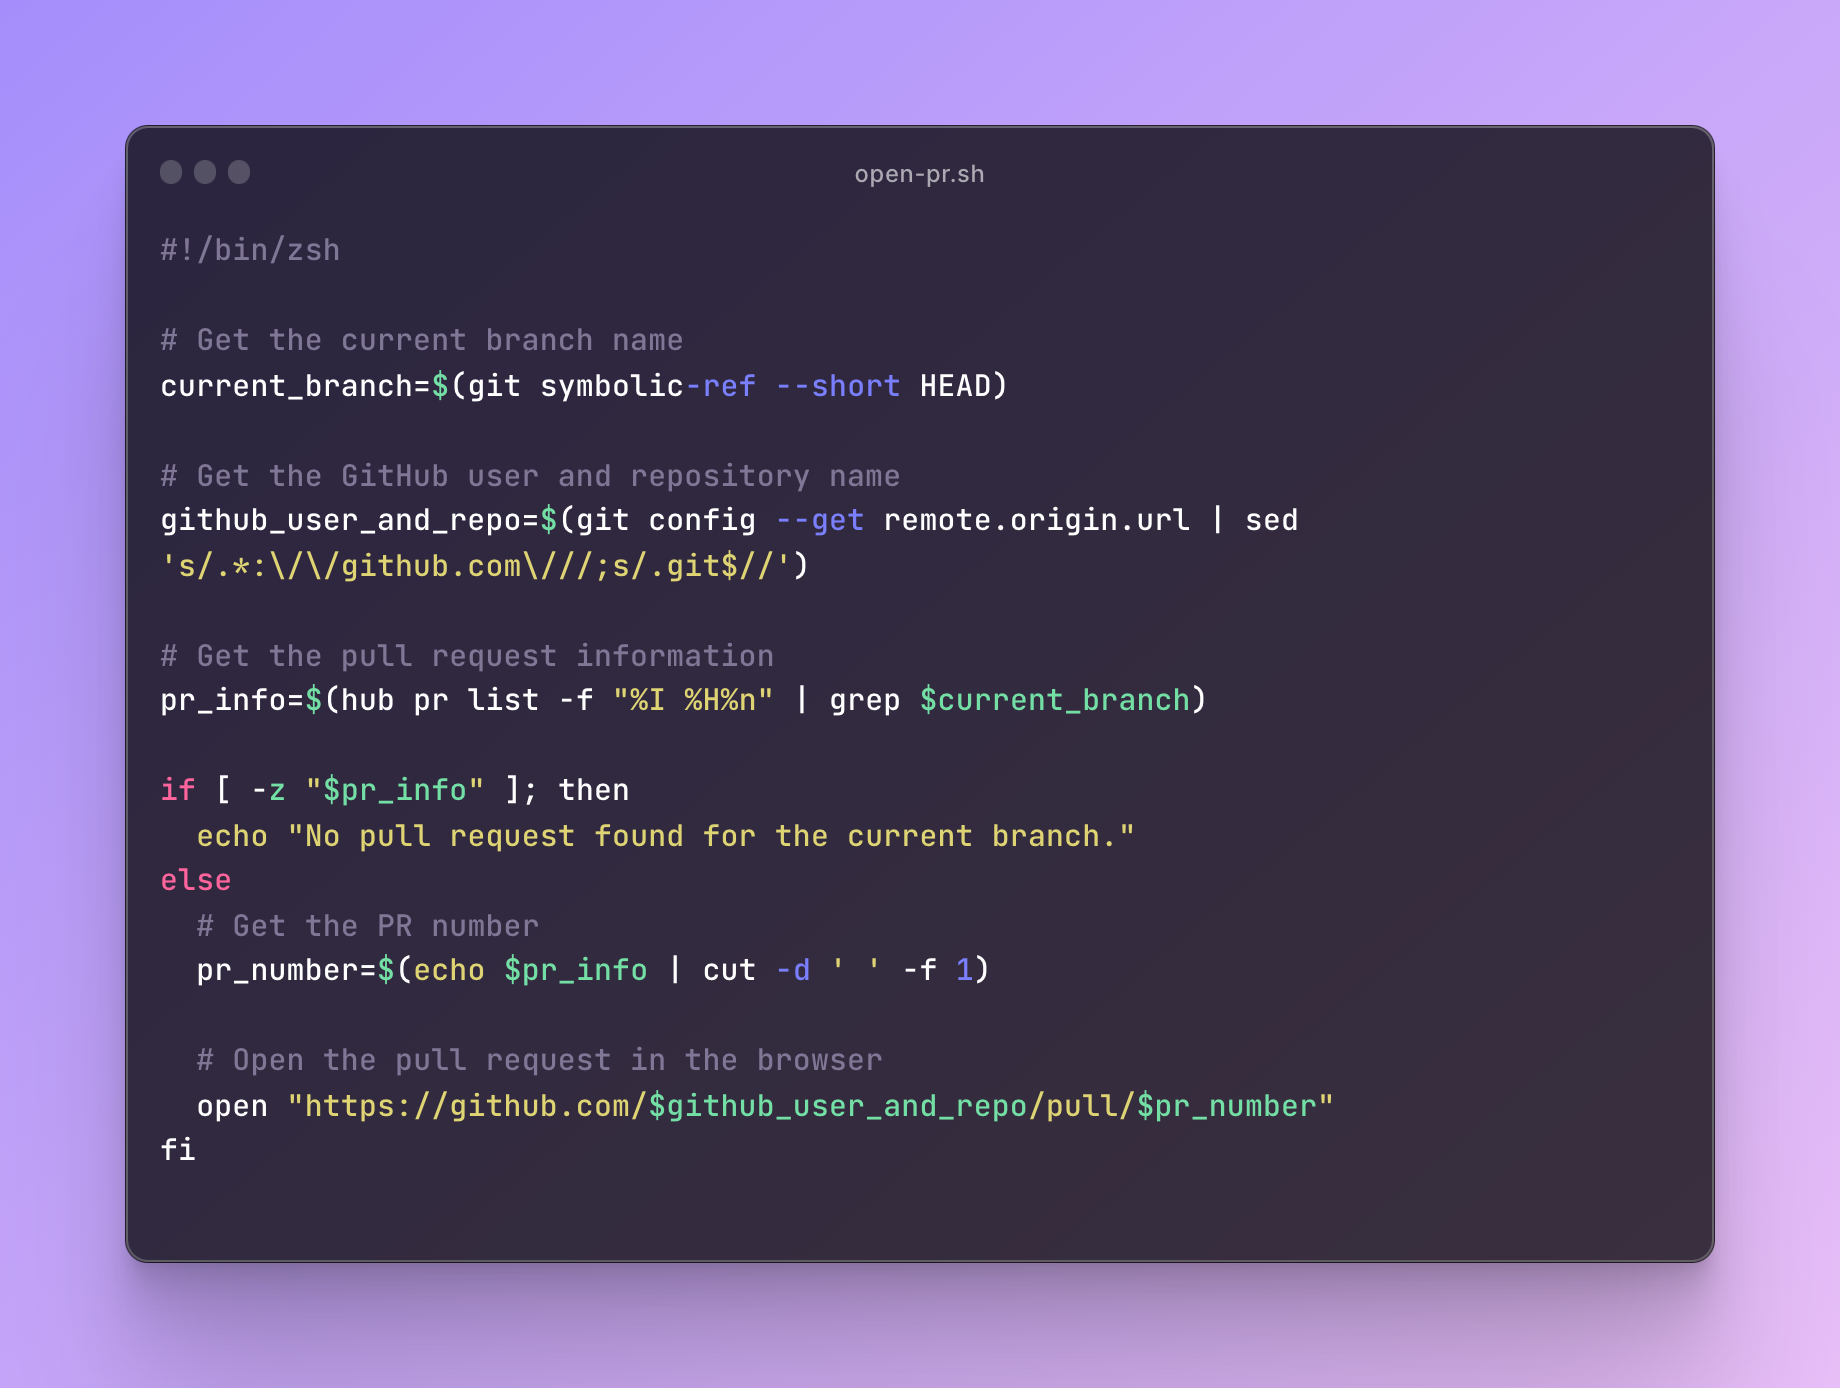 open-pr.sh
#!/bin/zsh
# Get the current branch name
current_branch=$(git symbolic-ref --short HEAD)
# Get the GitHub user and repository name
github_user_and_repo=$(git config --get remote.origin.url | sed
's/.*:\/\/github.com\///;s/.git$//')
# Get the pull request information
pr_info=$(hub pr list -f "%I %H%n" | grep $current_branch)
if [ -z "$pr_info" ]; then
  echo "No pull request found for the current branch."
else
  # Get the PR number
  pr_number=$(echo $pr_info | cut -d ' ' -f 1)
  # Open the pull request in the browser
  open "https://github.com/$github_user_and_repo/pull/$pr_number"
fi